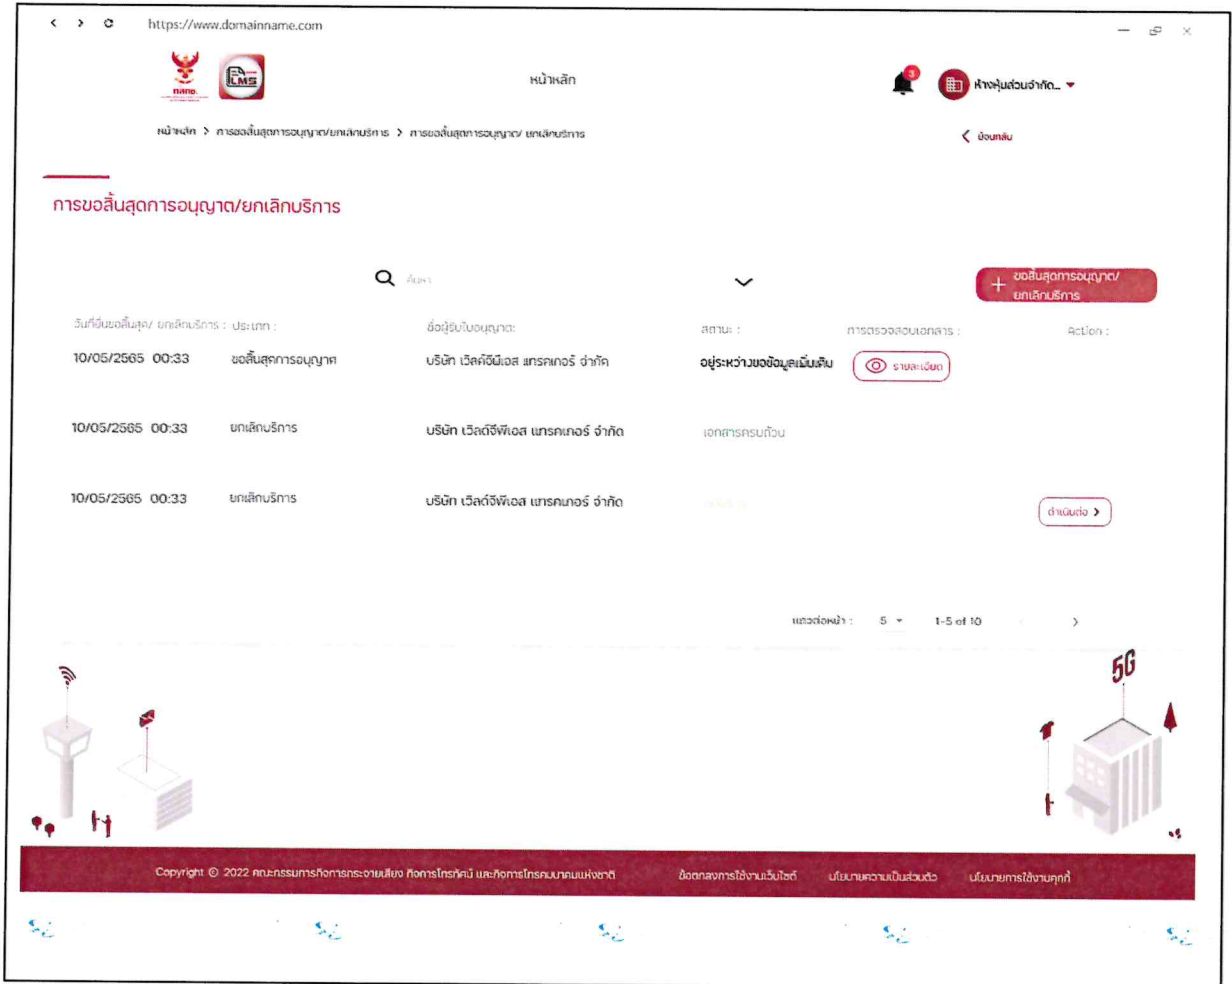 https://www.domainname.com
กสทช.
LMS
หน้าหลัก
3
ห้างหุ้นส่วนจำกัด...
หน้าหลัก > การขอสิ้นสุดการอนุญาต/ยกเลิกบริการ > การขอสิ้นสุดการอนุญาต/ ยกเลิกบริการ
ย้อนกลับ
การขอสิ้นสุดการอนุญาต/ยกเลิกบริการ
ค้นหา
+ ขอสิ้นสุดการอนุญาต/
ยกเลิกบริการ
วันที่ยื่นขอสิ้นสุด/ ยกเลิกบริการ : ประเภท : ชื่อผู้รับใบอนุญาต: สถานะ : การตรวจสอบเอกสาร : Action :
10/05/2565 00:33 ขอสิ้นสุดการอนุญาต บริษัท เวิลด์จีพีเอส แทรคเกอร์ จำกัด อยู่ระหว่างขอข้อมูลเพิ่มเติม รายละเอียด
10/05/2565 00:33 ยกเลิกบริการ บริษัท เวิลด์จีพีเอส แทรคเกอร์ จำกัด เอกสารครบถ้วน
10/05/2565 00:33 ยกเลิกบริการ บริษัท เวิลด์จีพีเอส แทรคเกอร์ จำกัด ดำเนินต่อ >
แถวต่อหน้า : 5 1-5 of 10
5G
Copyright © 2022 คณะกรรมการกิจการกระจายเสียง กิจการโทรทัศน์ และกิจการโทรคมนาคมแห่งชาติ ข้อตกลงการใช้งานเว็บไซต์ นโยบายความเป็นส่วนตัว นโยบายการใช้งานคุกกี้